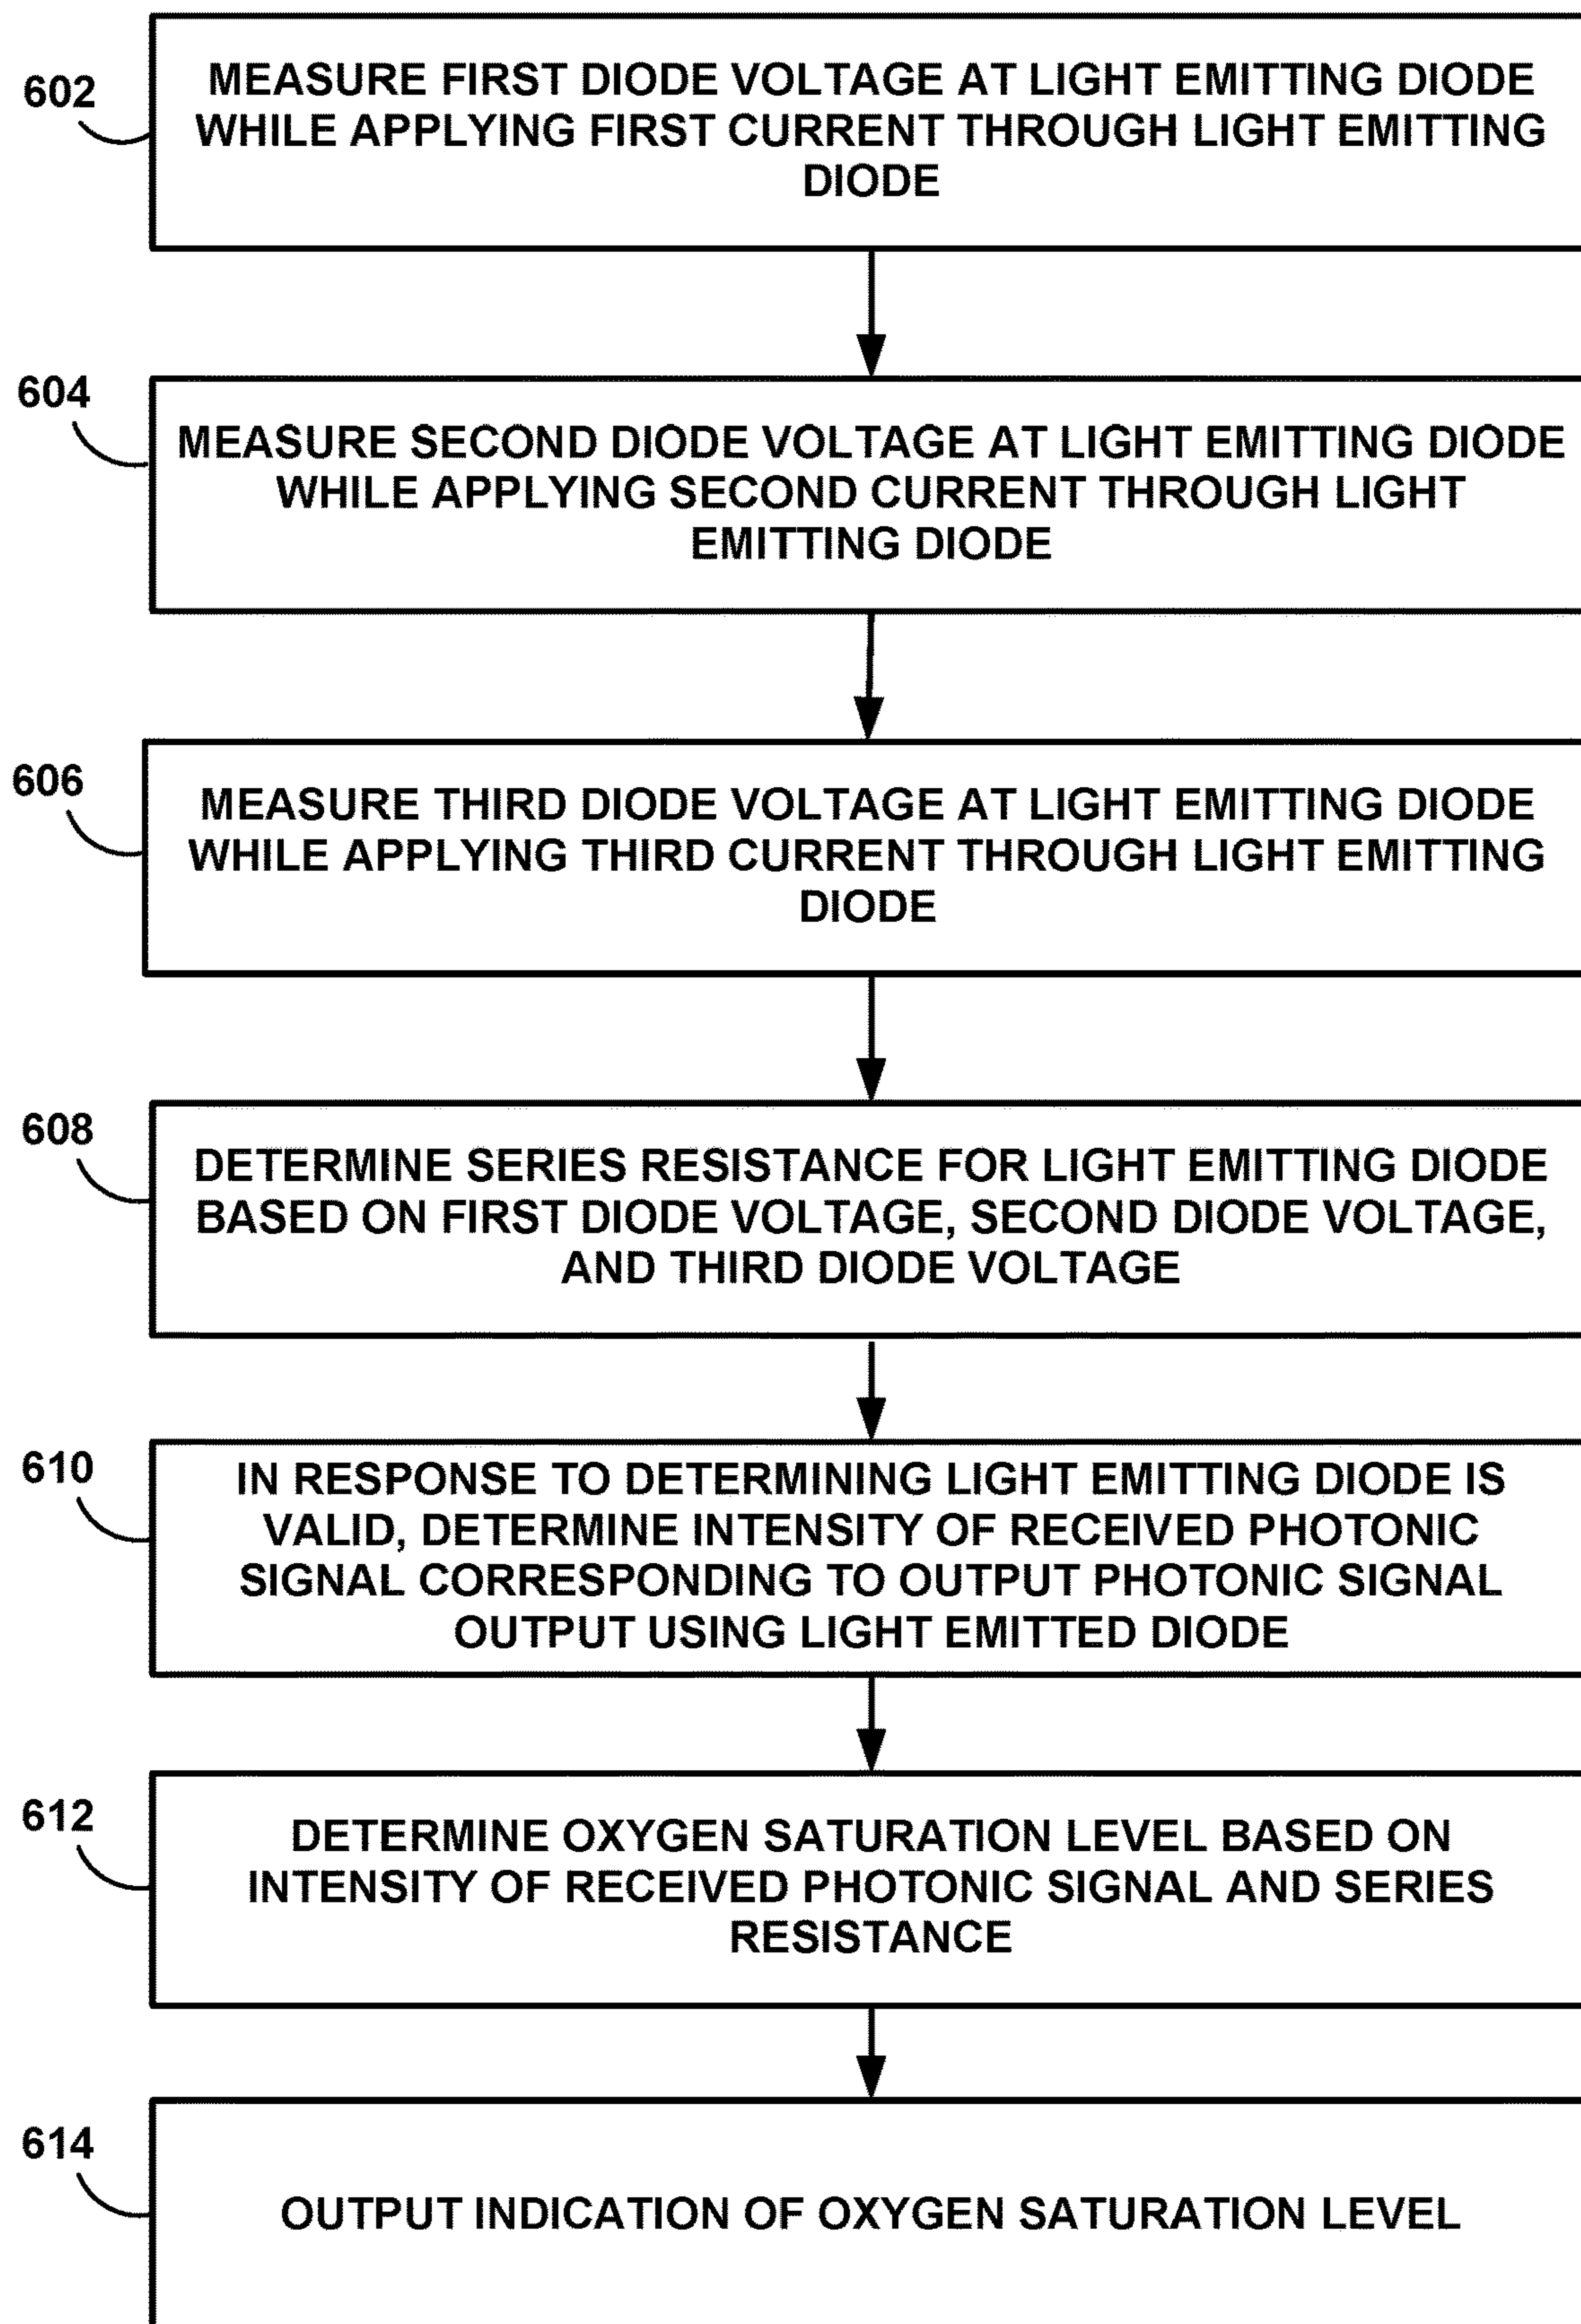 602
MEASURE FIRST DIODE VOLTAGE AT LIGHT EMITTING DIODE
WHILE APPLYING FIRST CURRENT THROUGH LIGHT EMITTING
DIODE
604
MEASURE SECOND DIODE VOLTAGE AT LIGHT EMITTING DIODE
WHILE APPLYING SECOND CURRENT THROUGH LIGHT
EMITTING DIODE
606
MEASURE THIRD DIODE VOLTAGE AT LIGHT EMITTING DIODE
WHILE APPLYING THIRD CURRENT THROUGH LIGHT EMITTING
DIODE
608
DETERMINE SERIES RESISTANCE FOR LIGHT EMITTING DIODE
BASED ON FIRST DIODE VOLTAGE, SECOND DIODE VOLTAGE,
AND THIRD DIODE VOLTAGE
610
IN RESPONSE TO DETERMINING LIGHT EMITTING DIODE IS
VALID, DETERMINE INTENSITY OF RECEIVED PHOTONIC
SIGNAL CORRESPONDING TO OUTPUT PHOTONIC SIGNAL
OUTPUT USING LIGHT EMITTED DIODE
612
DETERMINE OXYGEN SATURATION LEVEL BASED ON
INTENSITY OF RECEIVED PHOTONIC SIGNAL AND SERIES
RESISTANCE
614
OUTPUT INDICATION OF OXYGEN SATURATION LEVEL